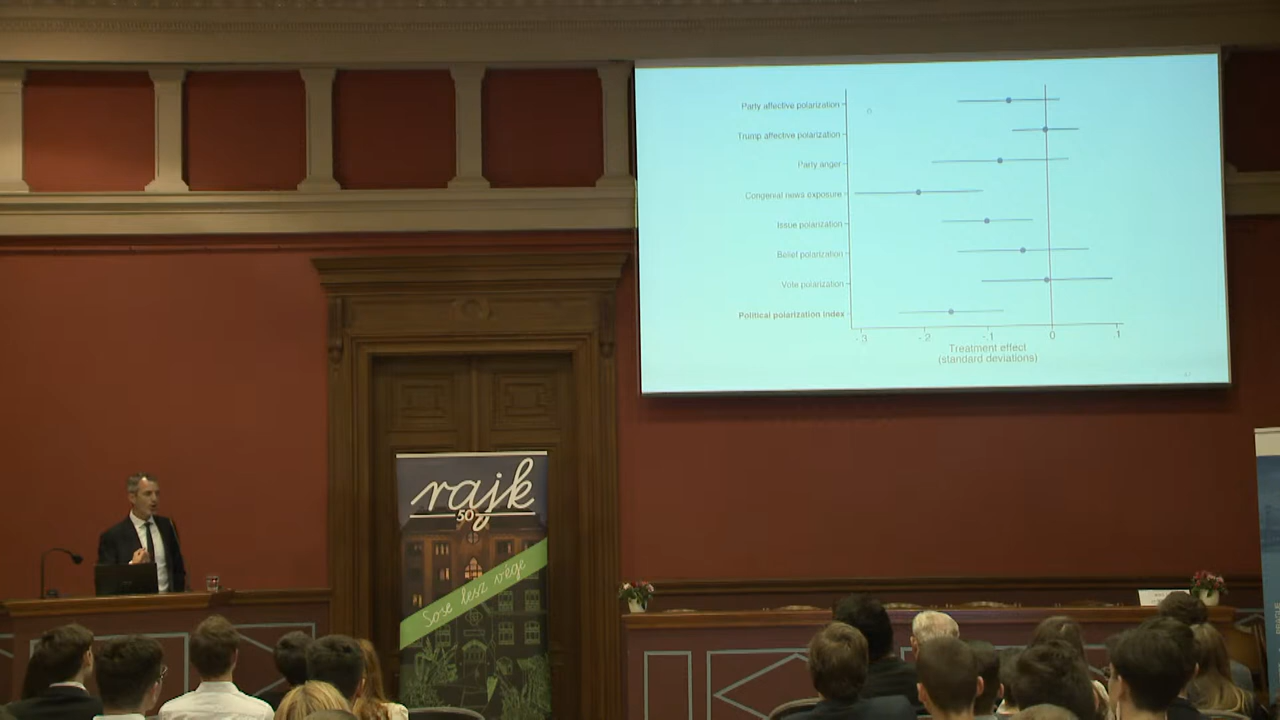 Party affective polarization
Trump affective polarization
Party anger
Congenial news exposure
Issue polarization
Belief polarization
Vote polarization
Political polarization index
-.3 -.2 -.1 0 .1
Treatment effect
(standard deviations)
rajk
50
Sose lesz vége